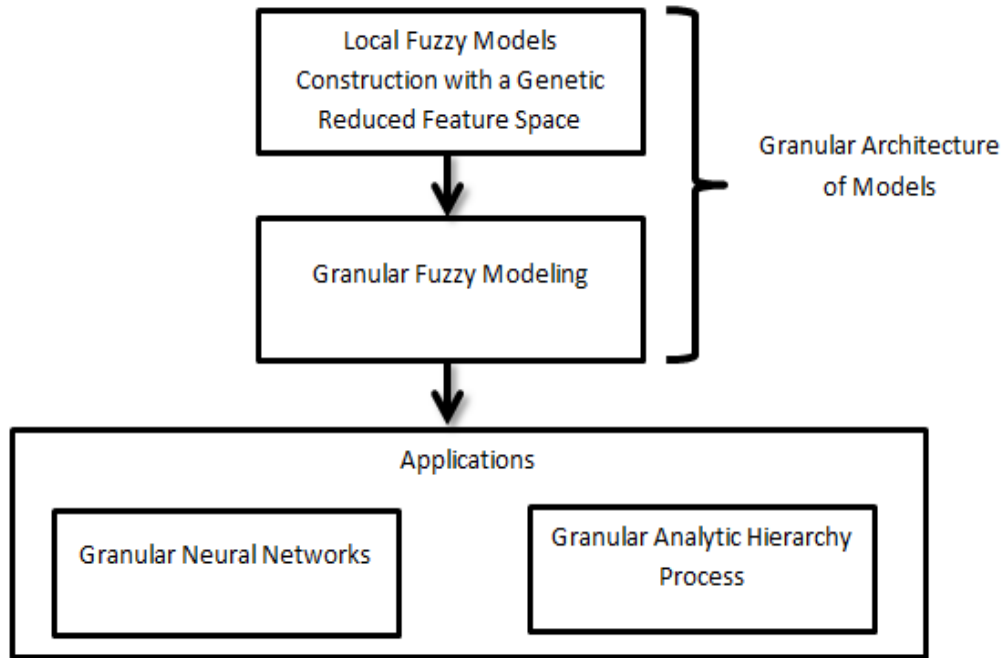 Local Fuzzy Models
Construction with a Genetic
Reduced Feature Space
Granular Architecture
of Models
Granular Fuzzy Modeling
Applications
Granular Neural Networks
Granular Analytic Hierarchy
Process